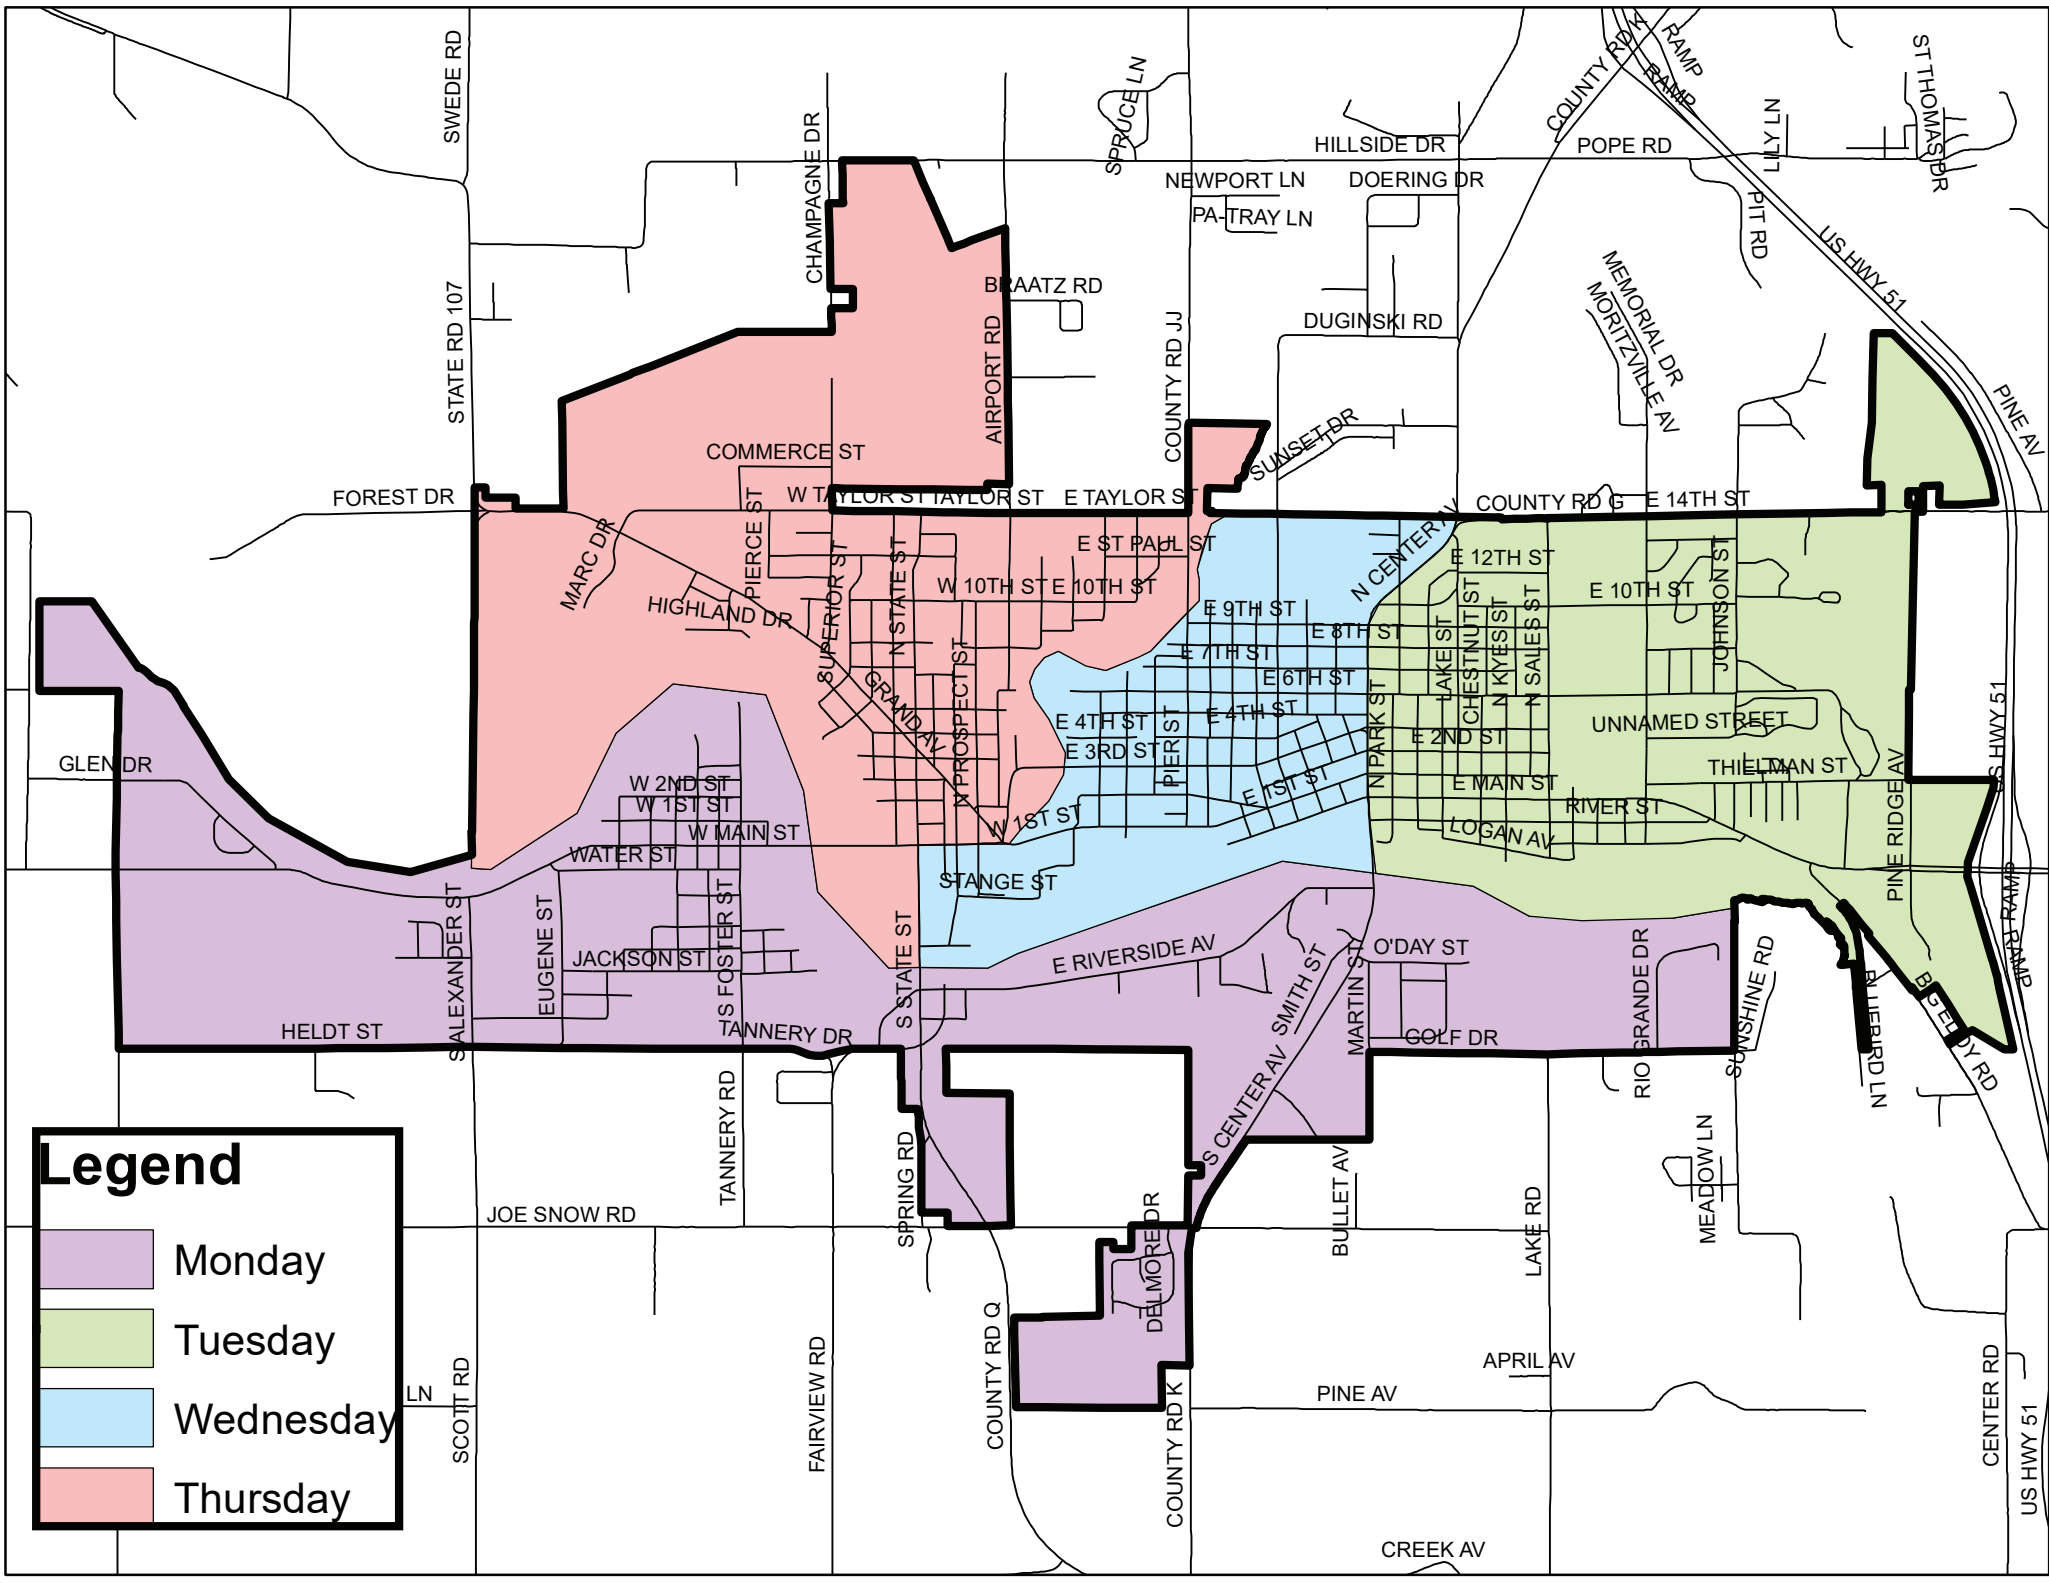 SWEDE RD
SPRUCE LN
COUNTY RD K
RAMP
RAMP
ST THOMAS DR
LILLY LN
CHAMPAGNE DR
HILLSIDE DR
POPE RD
NEWPORT LN
DOERING DR
PA-TRAY LN
PIT RD
US HWY 51
MEMORIAL DR
MORITZVILLE AV
BRAATZ RD
STATE RD 107
AIRPORT RD
COUNTY RD JJ
DUGINSKI RD
PINE AV
SUNSET DR
COMMERCE ST
FOREST DR
PIERCE ST
W TAYLOR ST
TAYLOR ST
E TAYLOR ST
COUNTY RD G
E 14TH ST
MARC DR
SUPERIOR ST
N STATE ST
E ST PAUL ST
N CENTER AV
E 12TH ST
JOHNSON ST
HIGHLAND DR
W 10TH ST
E 10TH ST
E 10TH ST
E 9TH ST
E 8TH ST
LAKE ST
CHESTNUT ST
N KYES ST
N SALES ST
E 7TH ST
E 6TH ST
GRAND AV
N PROSPECT ST
E 4TH ST
E 4TH ST
N PARK ST
UNNAMED STREET
E 3RD ST
PIER ST
E 2ND ST
US HWY 51
GLEN DR
W 2ND ST
W 1ST ST
E 1ST ST
E MAIN ST
THIELMAN ST
RIVER ST
PINE RIDGE AV
W MAIN ST
W 1ST ST
LOGAN AV
WATER ST
STANGE ST
RAMP
RAMP
S ALEXANDER ST
EUGENE ST
S FOSTER ST
S STATE ST
JACKSON ST
E RIVERSIDE AV
SMITH ST
MARTIN ST
O'DAY ST
RIO GRANDE DR
SUNSHINE RD
BLUEBIRD LN
BIGELOW RD
HELDT ST
TANNERY DR
GOLF DR
TANNERY RD
SPRING RD
S CENTER AV
BULLET AV
MEADOW LN
Legend
Monday
Tuesday
Wednesday
Thursday
JOE SNOW RD
DELMORE DR
LAKE RD
LN
SCOTT RD
FAIRVIEW RD
COUNTY RD Q
COUNTY RD K
APRIL AV
PINE AV
CENTER RD
US HWY 51
CREEK AV